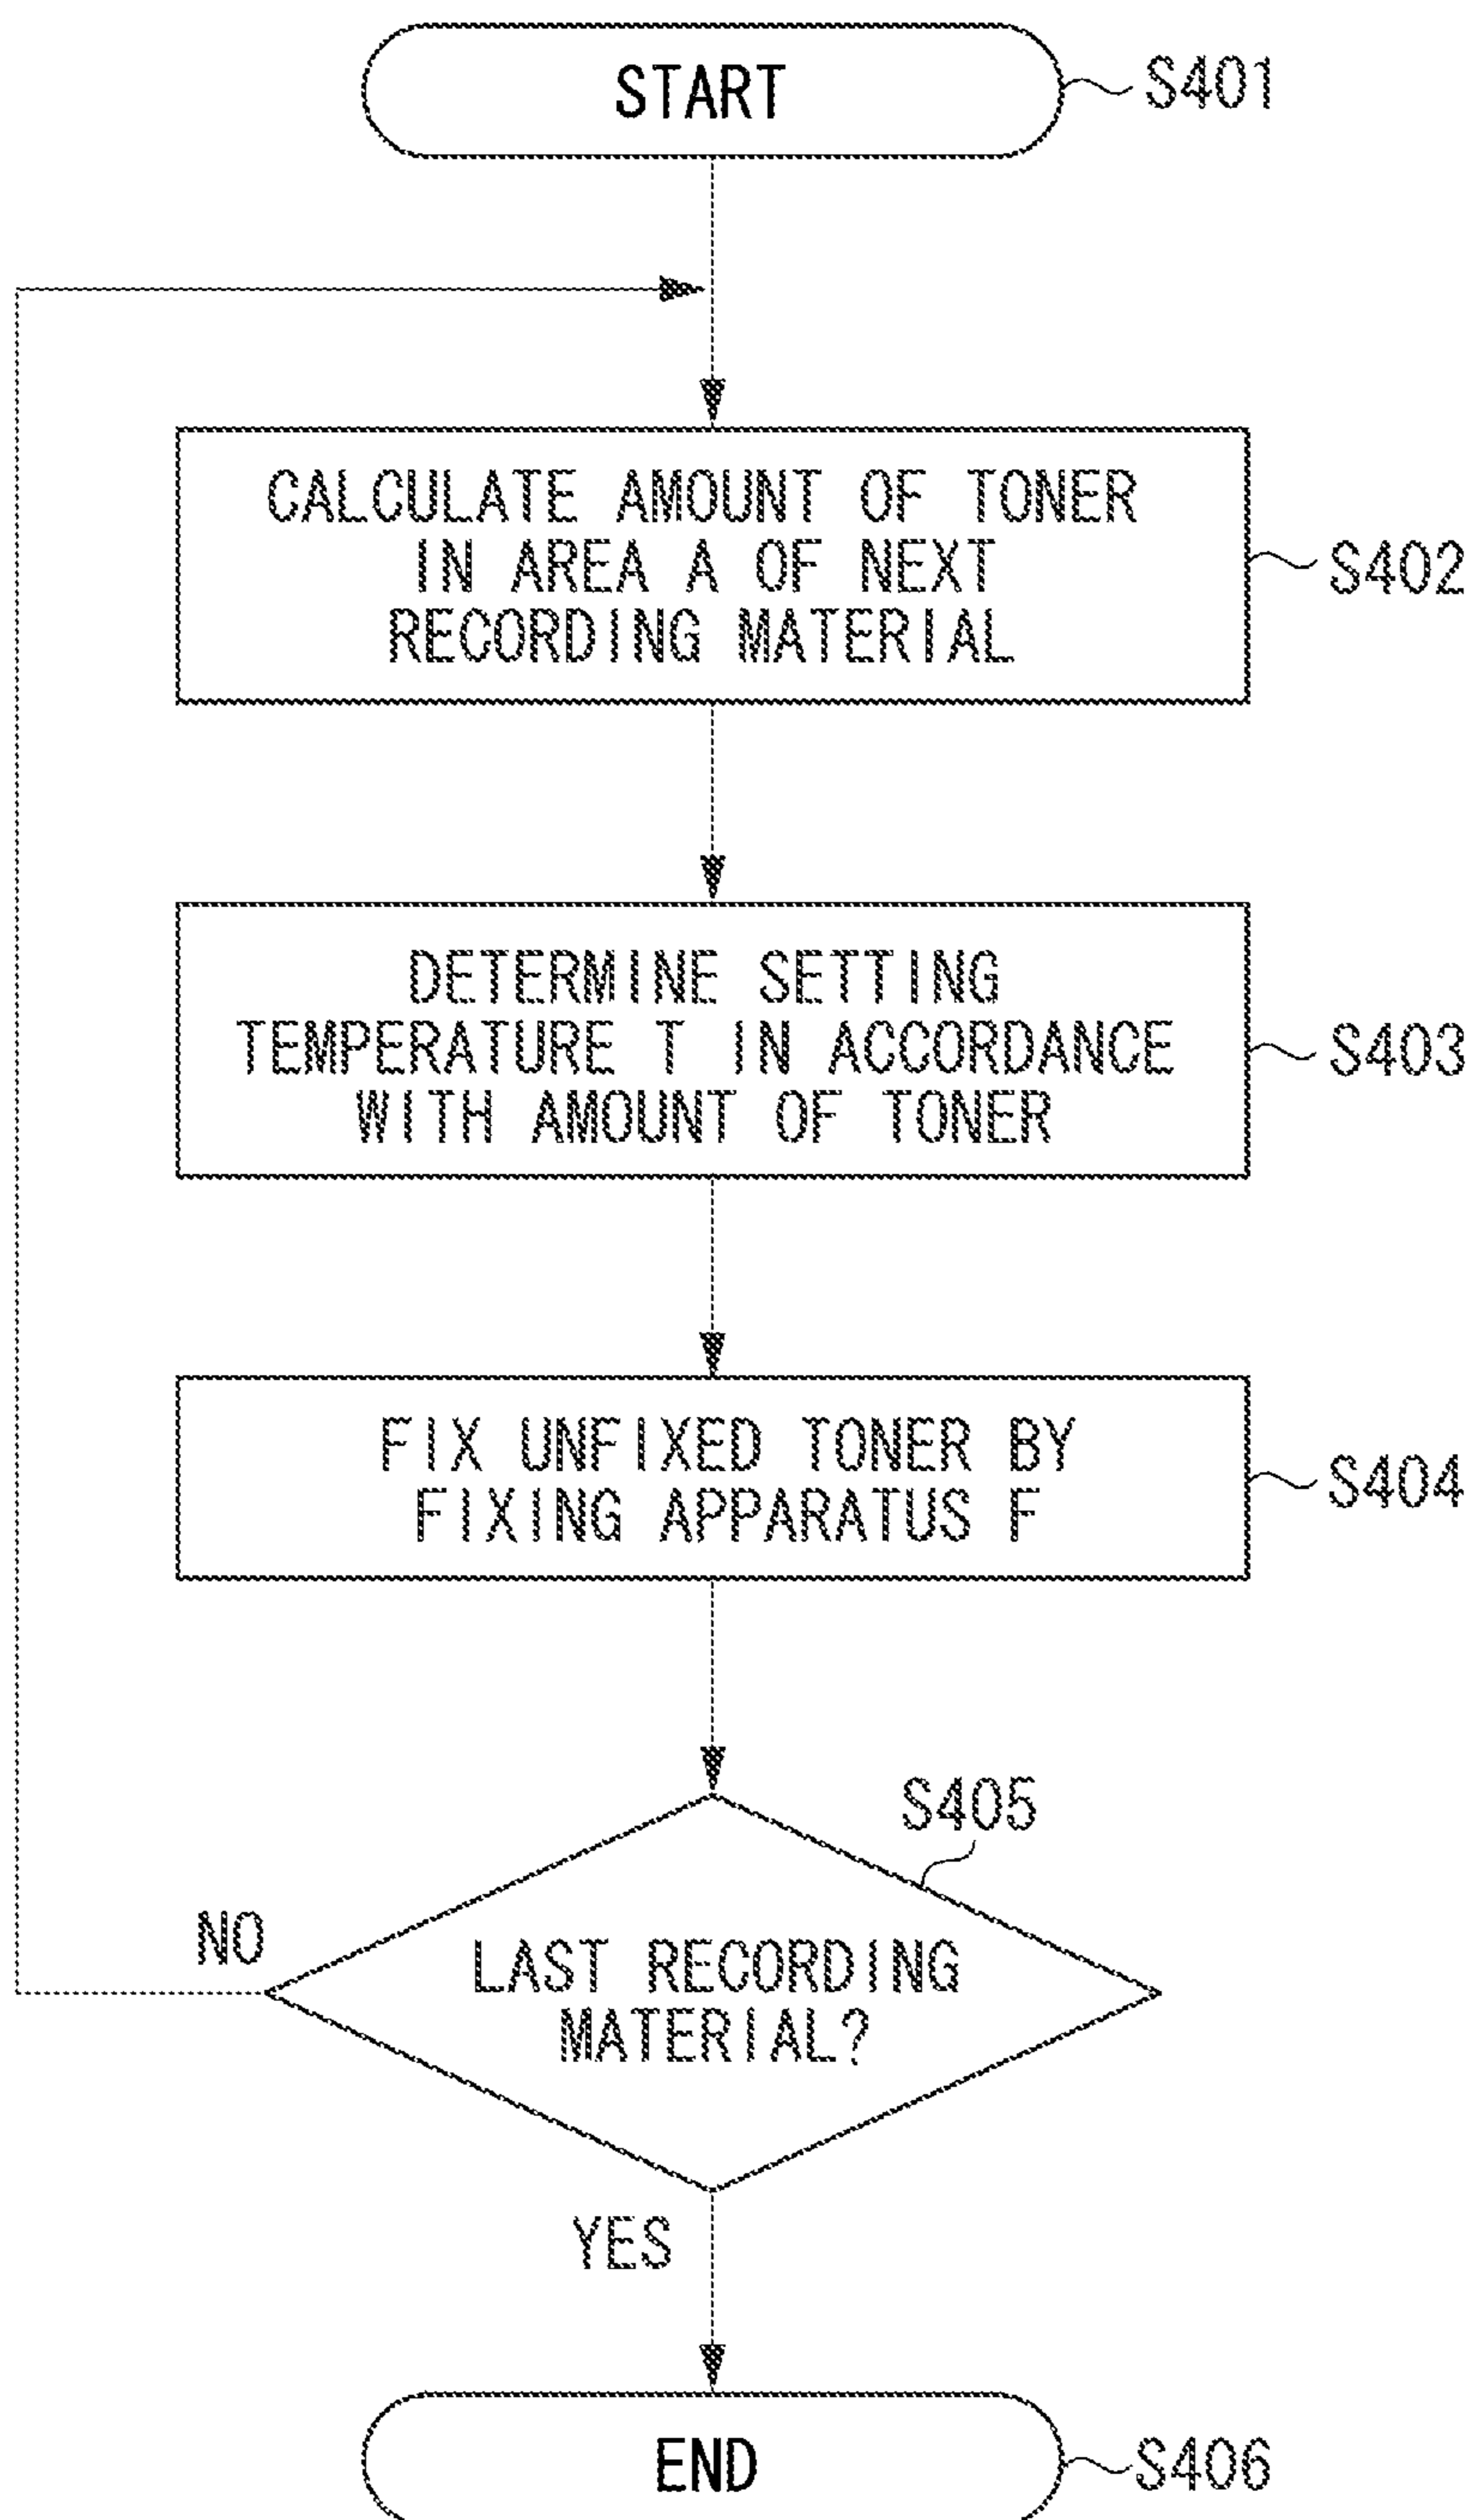 START
S401
CALCULATE AMOUNT OF TONER
IN AREA A OF NEXT
RECORDING MATERIAL
S402
DETERMINE SETTING
TEMPERATURE T IN ACCORDANCE
WITH AMOUNT OF TONER
S403
FIX UNFIXED TONER BY
FIXING APPARATUS F
S404
S405
NO
LAST RECORDING
MATERIAL?
YES
END
S406